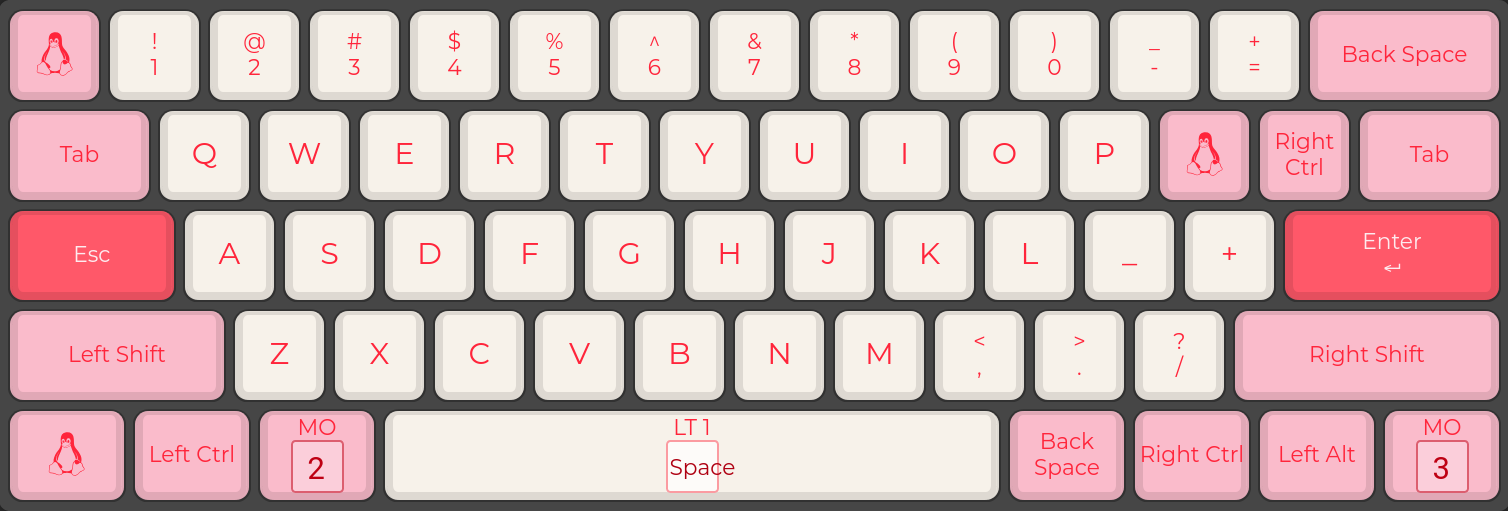 ! @ # $ % ^ & * ( ) _ +
1 2 3 4 5 6 7 8 9 0 - = Back Space
Tab Q W E R T Y U I O P Right Ctrl Tab
Esc A S D F G H J K L _ + Enter ↵
Left Shift Z X C V B N M < , > . ? / Right Shift
Left Ctrl MO 2 LT 1 Space Back Space Right Ctrl Left Alt MO 3